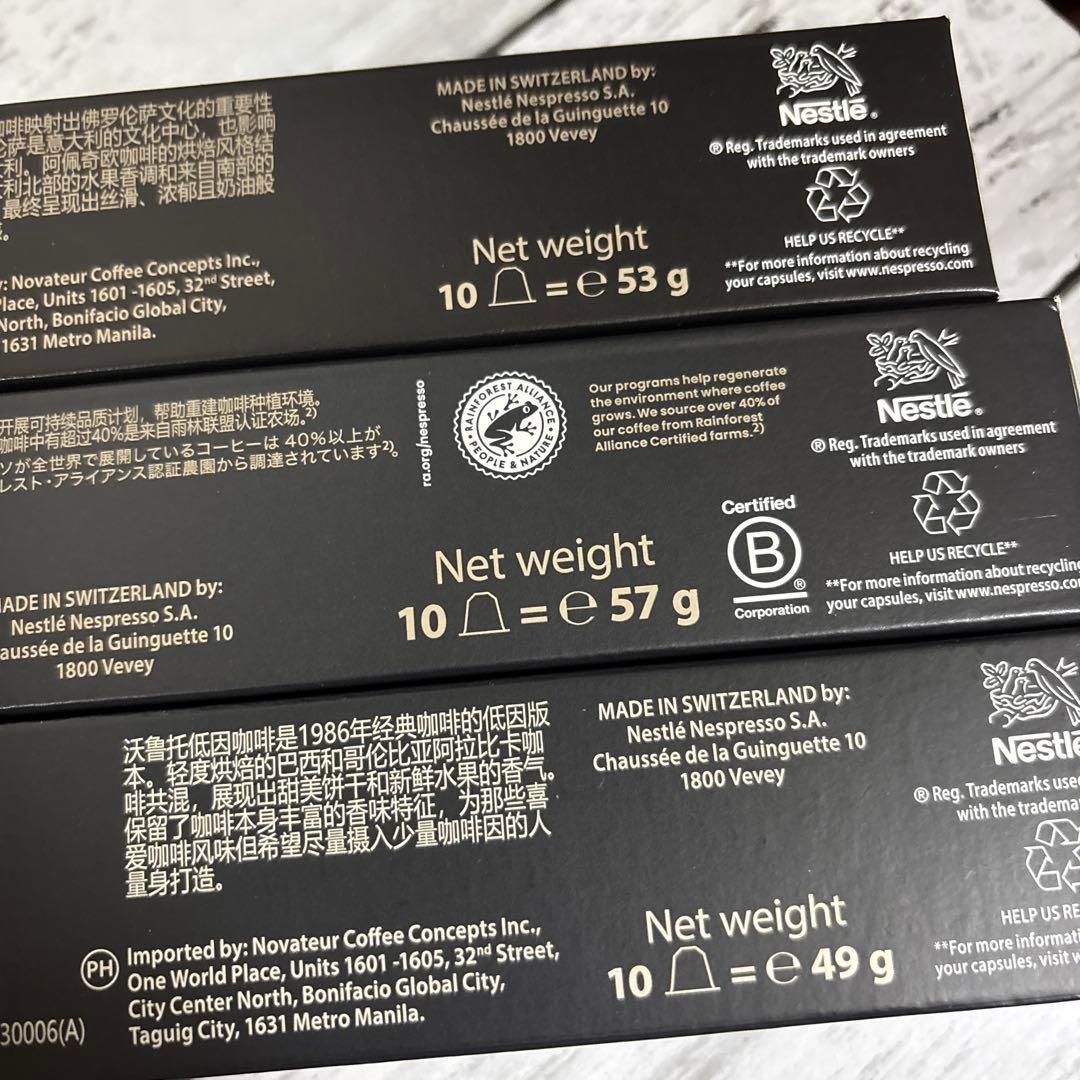 啡映射出佛罗伦萨文化的重要性
萨是意大利的文化中心，也影响
利。阿佩奇欧咖啡的烘焙风格结
利北部的水果香调和来自南部的
最终呈现出丝滑、浓郁且奶油般
: Novateur Coffee Concepts Inc.,
lace, Units 1601 -1605, 32nd Street,
North, Bonifacio Global City,
1631 Metro Manila.
MADE IN SWITZERLAND by:
Nestlé Nespresso S.A.
Chaussée de la Guinguette 10
1800 Vevey
Net weight
10 = ℮ 53 g
Nestlé®
® Reg. Trademarks used in agreement
with the trademark owners
HELP US RECYCLE**
**For more information about recycling
your capsules, visit www.nespresso.com
开展可持续品质计划，帮助重建咖啡种植环境。
咖啡中有超过40%是来自雨林联盟认证农场。2)
ソが全世界で展開しているコーヒーは 40%以上が
レスト・アライアンス認証農園から調達されています2)。
ADE IN SWITZERLAND by:
Nestlé Nespresso S.A.
aussée de la Guinguette 10
1800 Vevey
ra.org/nespresso
RAINFOREST ALLIANCE
PEOPLE & NATURE
Our programs help regenerate
the environment where coffee
grows. We source over 40% of
our coffee from Rainforest
Alliance Certified farms.2)
Net weight
10 = ℮ 57 g
Certified
B
®
Corporation
Nestlé®
® Reg. Trademarks used in agreement
with the trademark owners
HELP US RECYCLE**
**For more information about recycling
your capsules, visit www.nespresso.co
沃鲁托低因咖啡是1986年经典咖啡的低因版
本。轻度烘焙的巴西和哥伦比亚阿拉比卡咖
啡共混，展现出甜美饼干和新鲜水果的香气。
保留了咖啡本身丰富的香味特征，为那些喜
爱咖啡风味但希望尽量摄入少量咖啡因的人
量身打造。
PH
Imported by: Novateur Coffee Concepts Inc.,
One World Place, Units 1601 -1605, 32nd Street,
City Center North, Bonifacio Global City,
Taguig City, 1631 Metro Manila.
30006(A)
MADE IN SWITZERLAND by:
Nestlé Nespresso S.A.
Chaussée de la Guinguette 10
1800 Vevey
Net weight
10 = ℮ 49 g
Nestlé
® Reg. Trademarks use
with the tradema
HELP US RE
**For more informati
your capsules, visit w